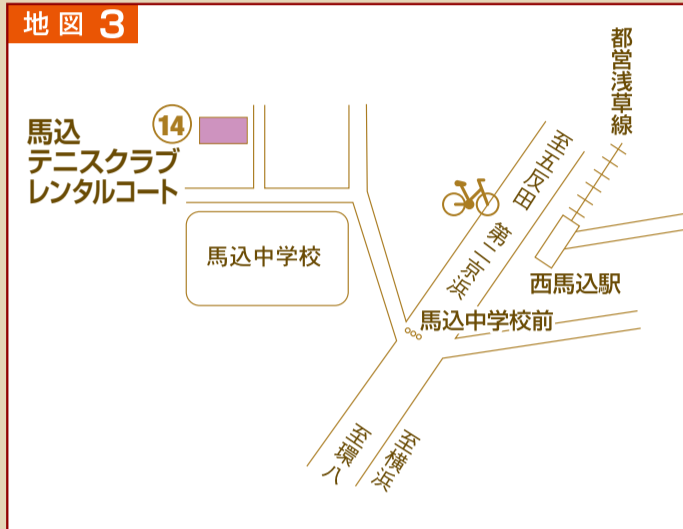 地図 3
都営浅草線
馬込
テニスクラブ
レンタルコート
14
至五反田
第二京浜
馬込中学校
西馬込駅
馬込中学校前
至環八
至横浜